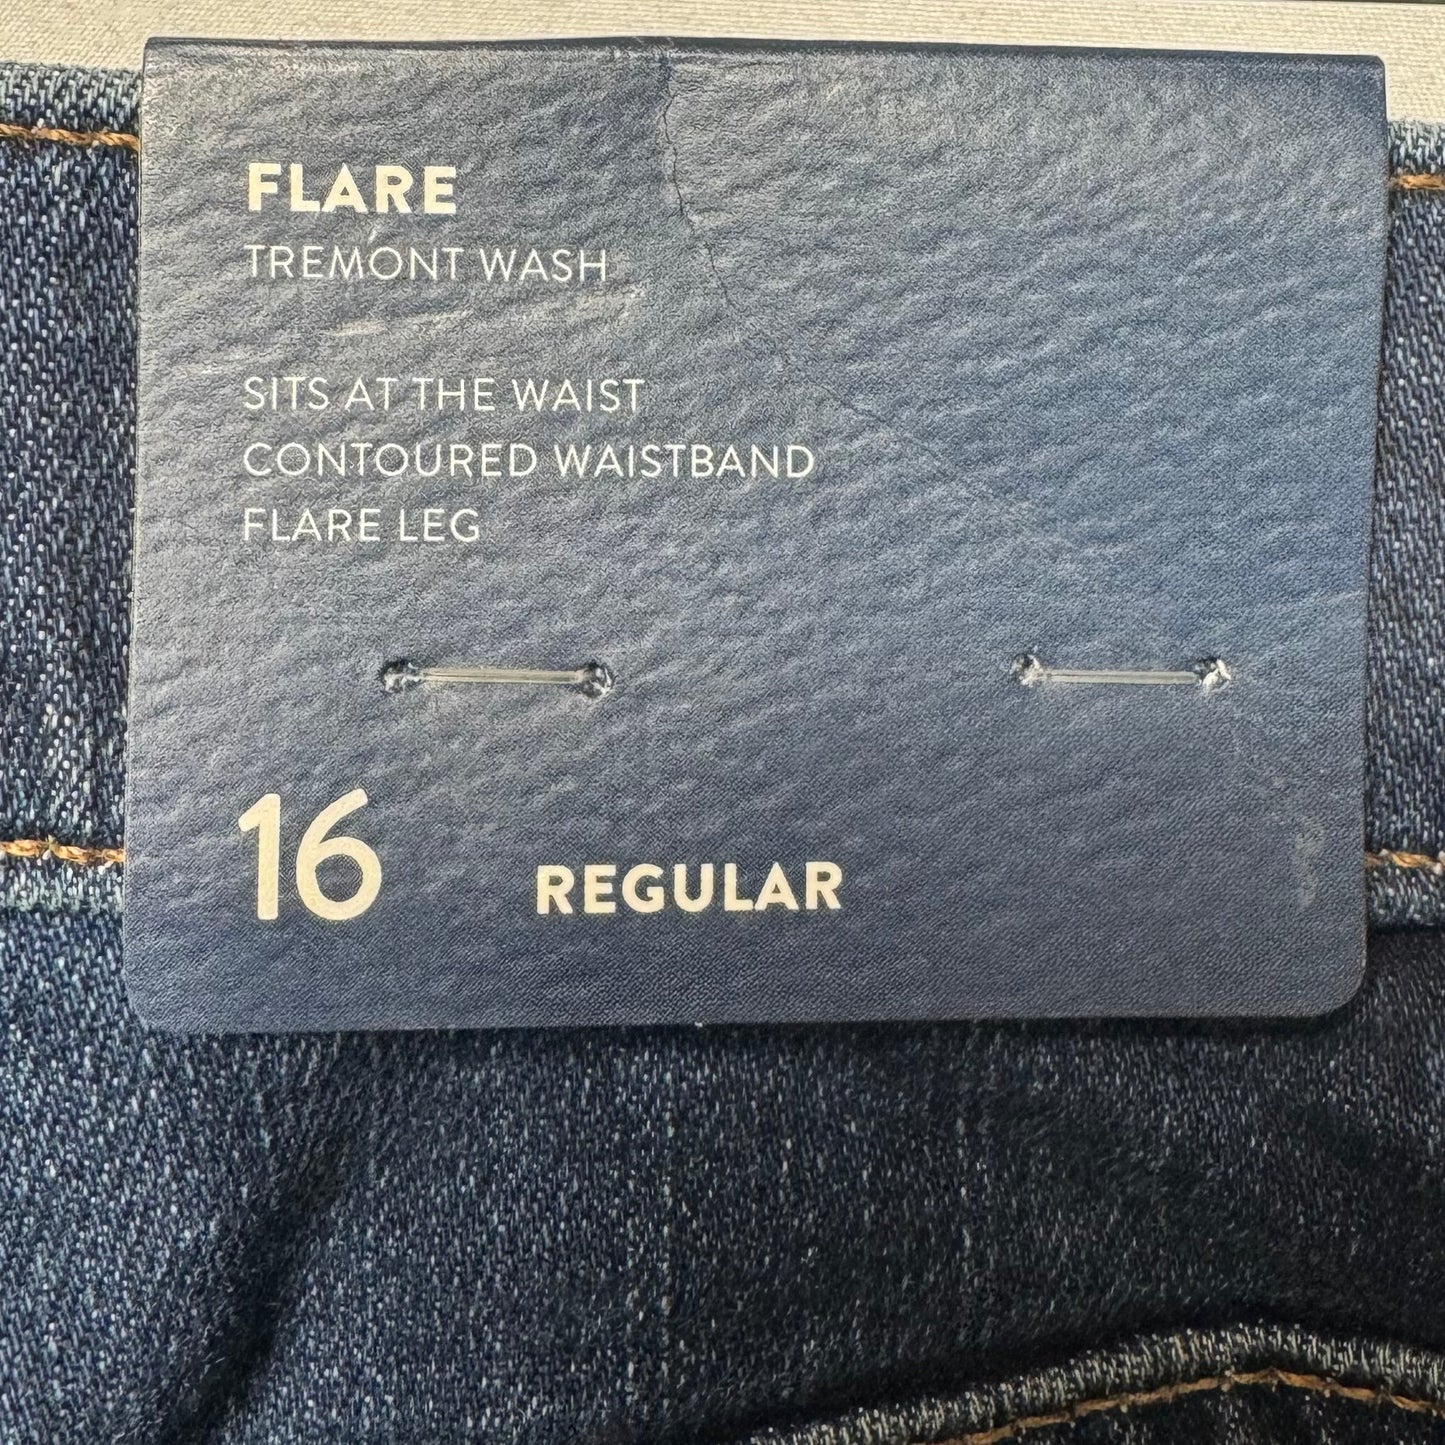 FLARE
TREMONT WASH
SITS AT THE WAIST
CONTOURED WAISTBAND
FLARE LEG
16 REGULAR